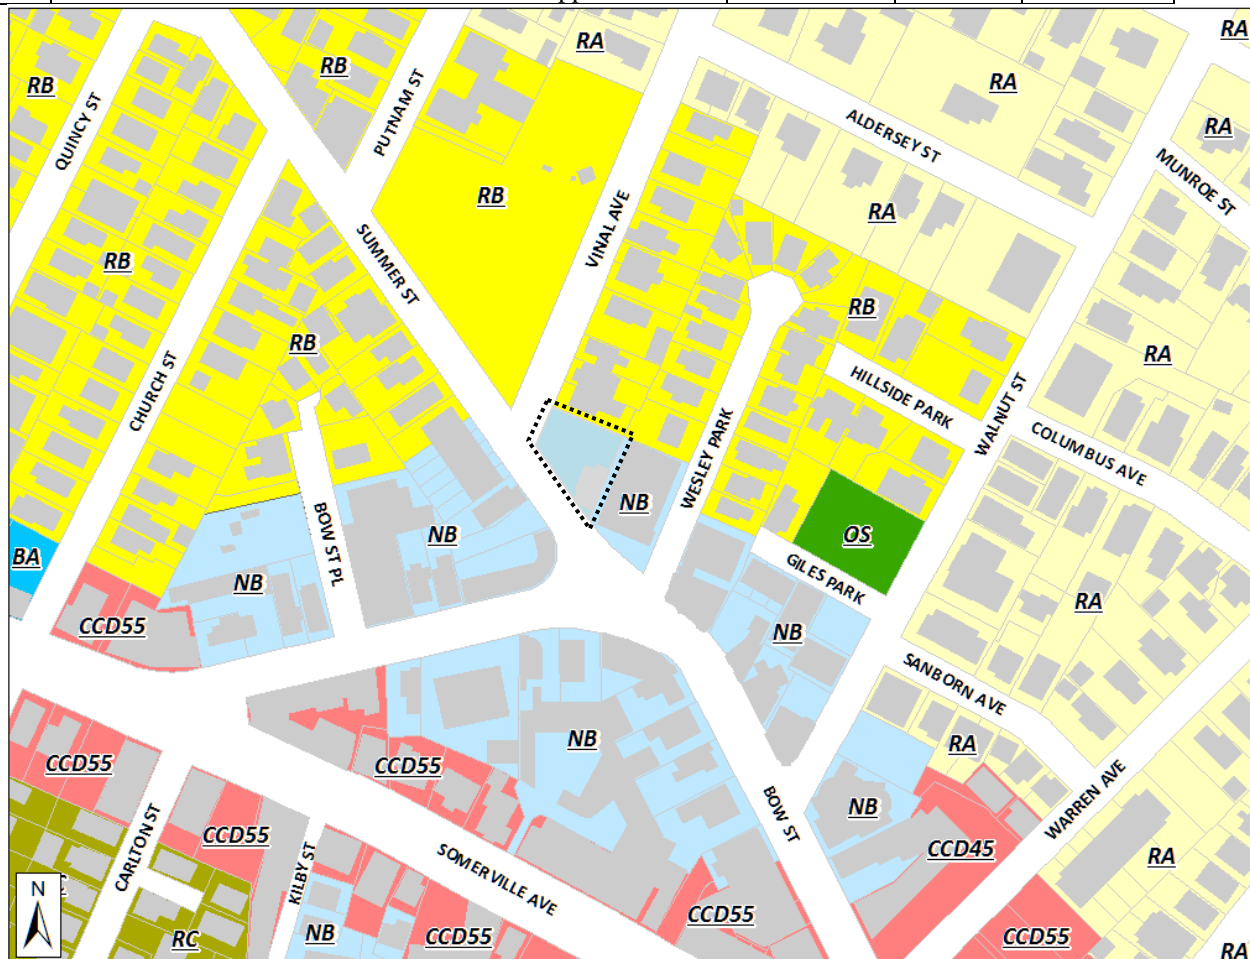 RA
RA
RB
RB
RA
QUINCY ST
PUTNAM ST
ALDERSEY ST
RA
MUNROE ST
RB
RA
VINAL AVE
SUMMER ST
RB
RB
RB
RA
CHURCH ST
HILLSIDE PARK
WALNUT ST
WESLEY PARK
COLUMBUS AVE
BOW ST PL
NB
NB
OS
BA
NB
GILES PARK
RA
CCD55
NB
SANBORN AVE
NB
RA
CCD55
CCD55
NB
WARREN AVE
BOW ST
CARLTON ST
CCD55
KILBY ST
SOMERVILLE AVE
CCD45
RA
N
CCD55
RC
NB
CCD55
CCD55
RA